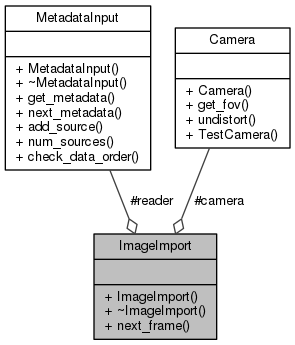 MetadataInput
+ MetadataInput()
+ ~MetadataInput()
+ get_metadata()
+ next_metadata()
+ add_source()
+ num_sources()
+ check_data_order()
Camera
+ Camera()
+ get_fov()
+ undistort()
+ TestCamera()
#reader
#camera
ImageImport
+ ImageImport()
+ ~ImageImport()
+ next_frame()